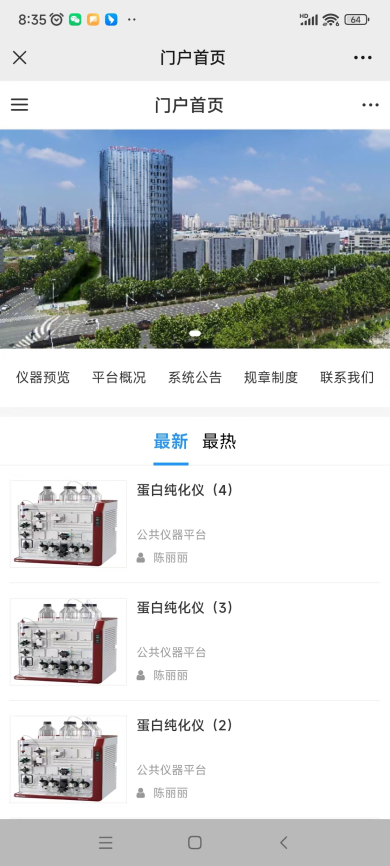 8:35
HD
64
门户首页
门户首页
仪器预览 平台概况 系统公告 规章制度 联系我们
最新 最热
蛋白纯化仪（4）
公共仪器平台
陈丽丽
蛋白纯化仪（3）
公共仪器平台
陈丽丽
蛋白纯化仪（2）
公共仪器平台
陈丽丽